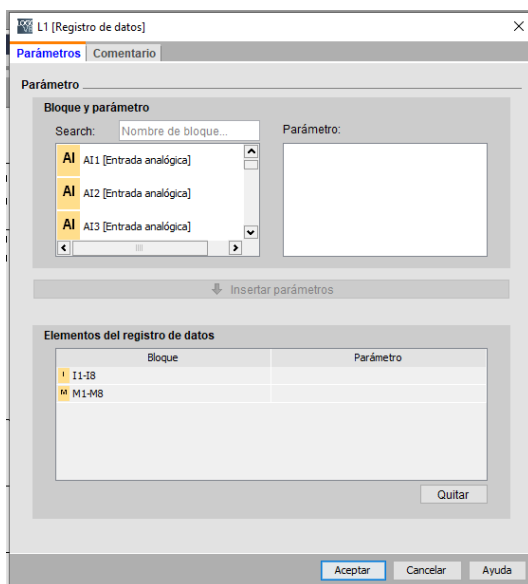 L1 [Registro de datos]
Parámetros Comentario
Parámetro
Bloque y parámetro
Search: Nombre de bloque... Parámetro:
AI AI1 [Entrada analógica]
AI AI2 [Entrada analógica]
AI AI3 [Entrada analógica]
Insertar parámetros
Elementos del registro de datos
Bloque Parámetro
I I1-I8
M M1-M8
Quitar
Aceptar Cancelar Ayuda